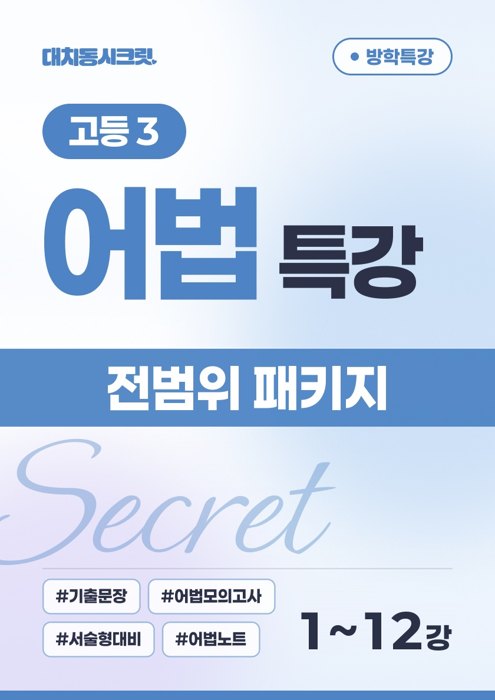 대치동시크릿.
• 방학특강
고등 3
어법 특강
전범위 패키지
Secret
#기출문장 #어법모의고사
#서술형대비 #어법노트
1~12강